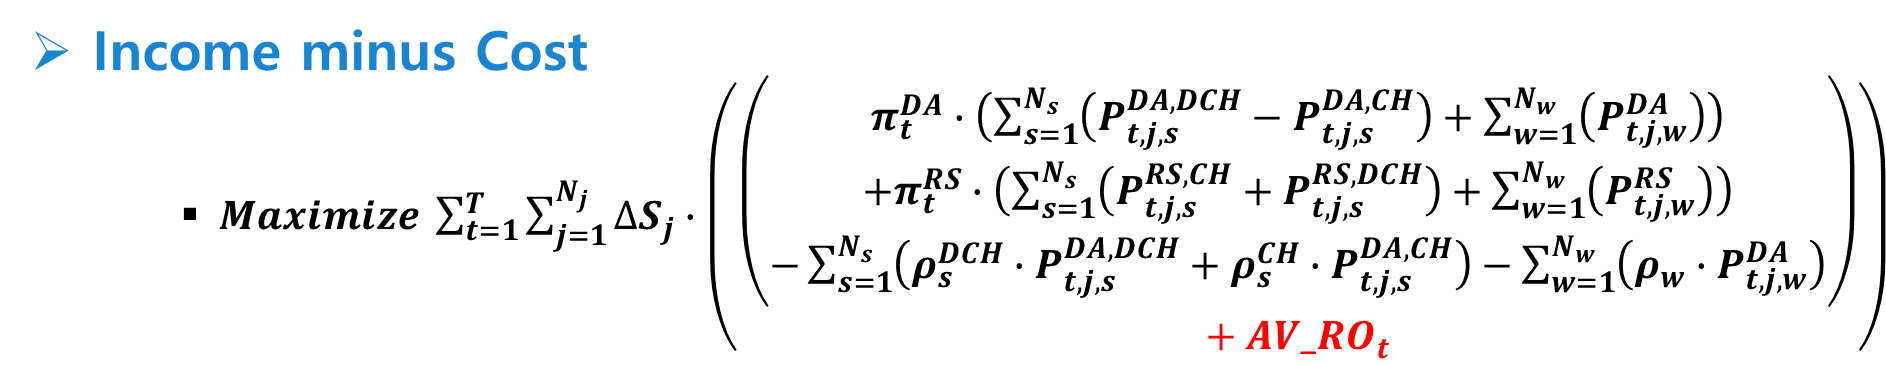 ➢ Income minus Cost
π_t^{DA} · (∑_{s=1}^{N_s}(P_{t,j,s}^{DA,DCH} − P_{t,j,s}^{DA,CH}) + ∑_{w=1}^{N_w}(P_{t,j,w}^{DA}))
+π_t^{RS} · (∑_{s=1}^{N_s}(P_{t,j,s}^{RS,CH} + P_{t,j,s}^{RS,DCH}) + ∑_{w=1}^{N_w}(P_{t,j,w}^{RS}))
▪ Maximize ∑_{t=1}^{T} ∑_{j=1}^{N_j} ΔS_j ·
− ∑_{s=1}^{N_s}(ρ_s^{DCH} · P_{t,j,s}^{DA,DCH} + ρ_s^{CH} · P_{t,j,s}^{DA,CH}) − ∑_{w=1}^{N_w}(ρ_w · P_{t,j,w}^{DA})
+ AV_RO_t